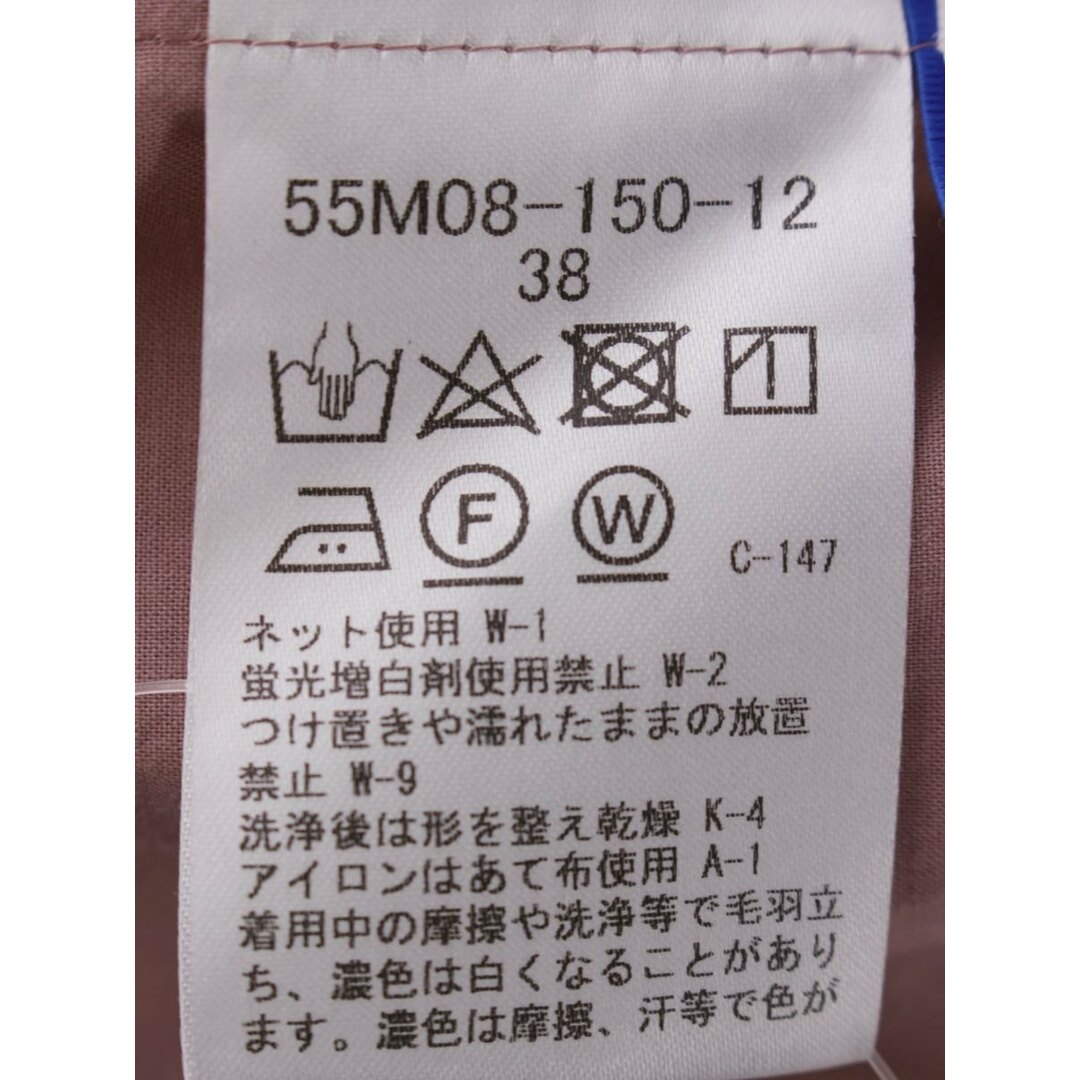 55M08-150-12
38
F
W
C-147
ネット使用 W-1
蛍光増白剤使用禁止 W-2
つけ置きや濡れたままの放置
禁止 W-9
洗浄後は形を整え乾燥 K-4
アイロンはあて布使用 A-1
着用中の摩擦や洗浄等で毛羽立
ち、濃色は白くなることがあり
ます。濃色は摩擦、汗等で色が